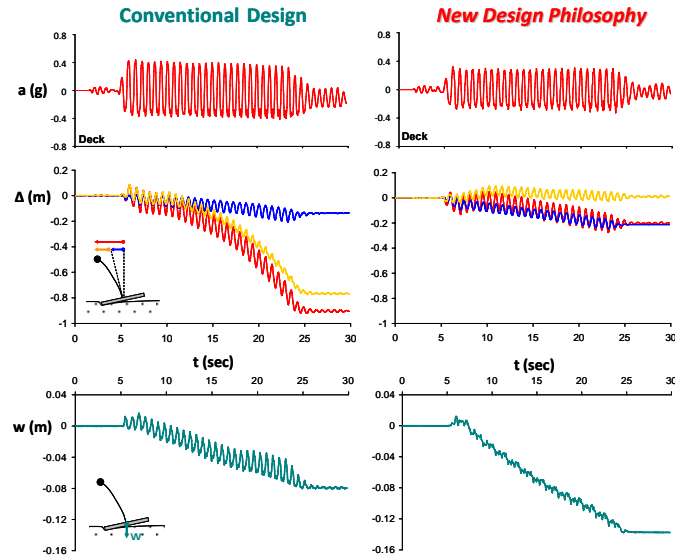 Conventional Design
New Design Philosophy
a (g)
0.8
0.4
0
-0.4
-0.8
Deck
0.8
0.4
0
-0.4
-0.8
Deck
Δ (m)
0.2
0
-0.2
-0.4
-0.6
-0.8
-1
0 5 10 15 20 25 30
0.2
0
-0.2
-0.4
-0.6
-0.8
-1
0 5 10 15 20 25 30
t (sec)
t (sec)
w (m)
0 5 10 15 20 25 30
0.04
0
-0.04
-0.08
-0.12
-0.16
w
0 5 10 15 20 25 30
0.04
0
-0.04
-0.08
-0.12
-0.16